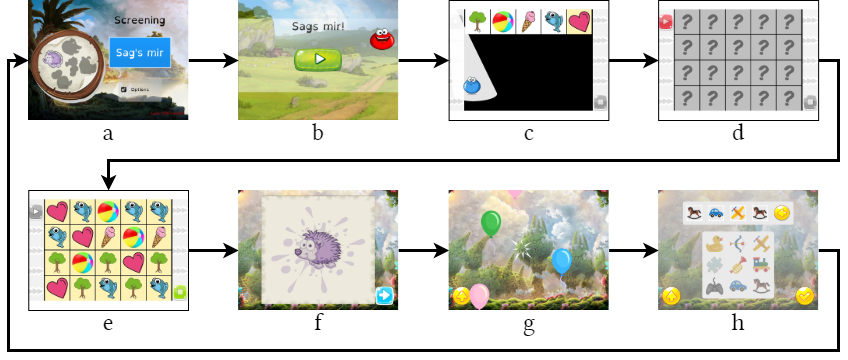 Screening
Sag's mir
Options
Sags mir!
a
b
c
d
? ? ? ? ?
? ? ? ? ?
? ? ? ? ?
? ? ? ? ?
e
f
g
h